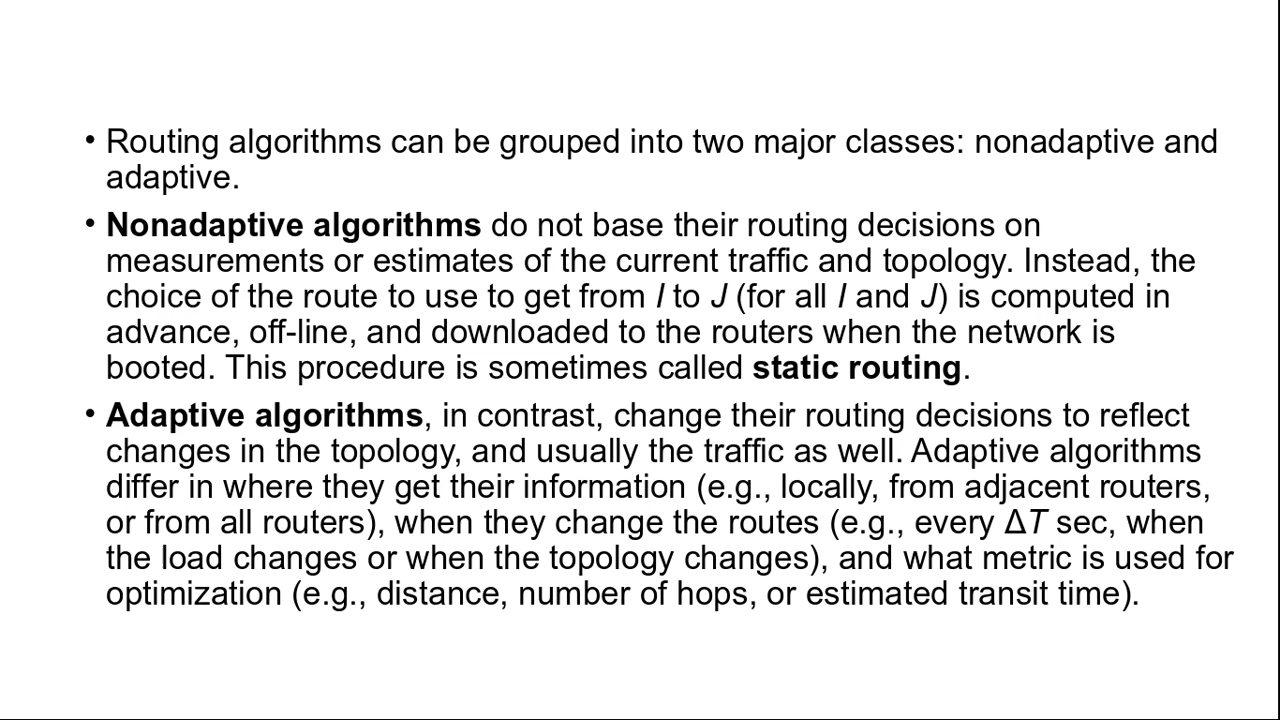 • Routing algorithms can be grouped into two major classes: nonadaptive and
adaptive.
• Nonadaptive algorithms do not base their routing decisions on
measurements or estimates of the current traffic and topology. Instead, the
choice of the route to use to get from I to J (for all I and J) is computed in
advance, off-line, and downloaded to the routers when the network is
booted. This procedure is sometimes called static routing.
• Adaptive algorithms, in contrast, change their routing decisions to reflect
changes in the topology, and usually the traffic as well. Adaptive algorithms
differ in where they get their information (e.g., locally, from adjacent routers,
or from all routers), when they change the routes (e.g., every ΔT sec, when
the load changes or when the topology changes), and what metric is used for
optimization (e.g., distance, number of hops, or estimated transit time).